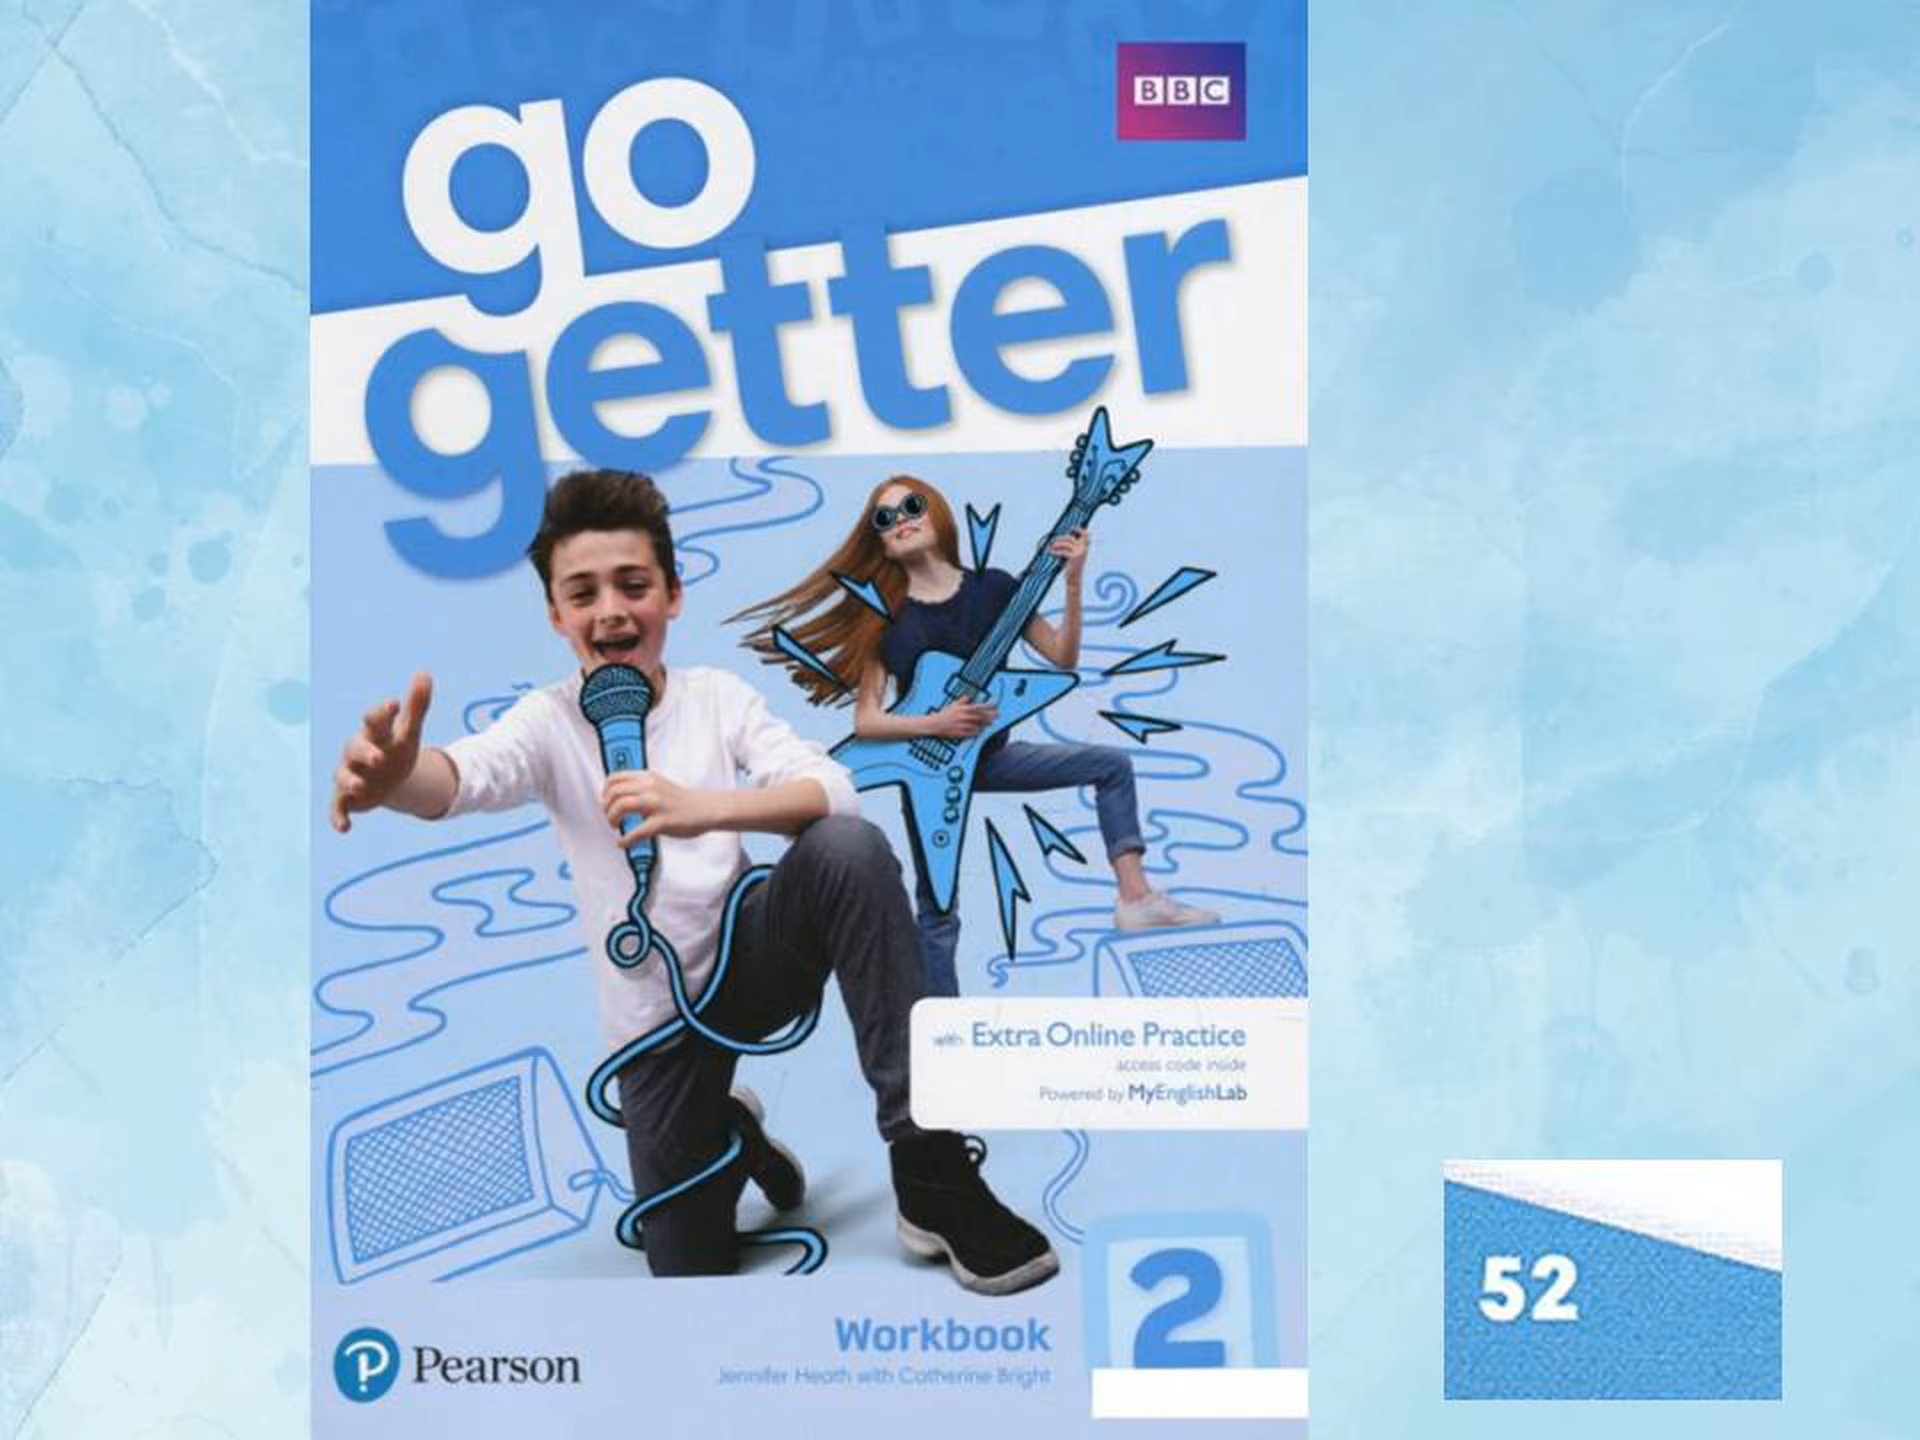 BBC
go
getter
with Extra Online Practice
access code inside
Powered by MyEnglishLab
2
Workbook
Jennifer Heath with Catherine Bright
Pearson
52